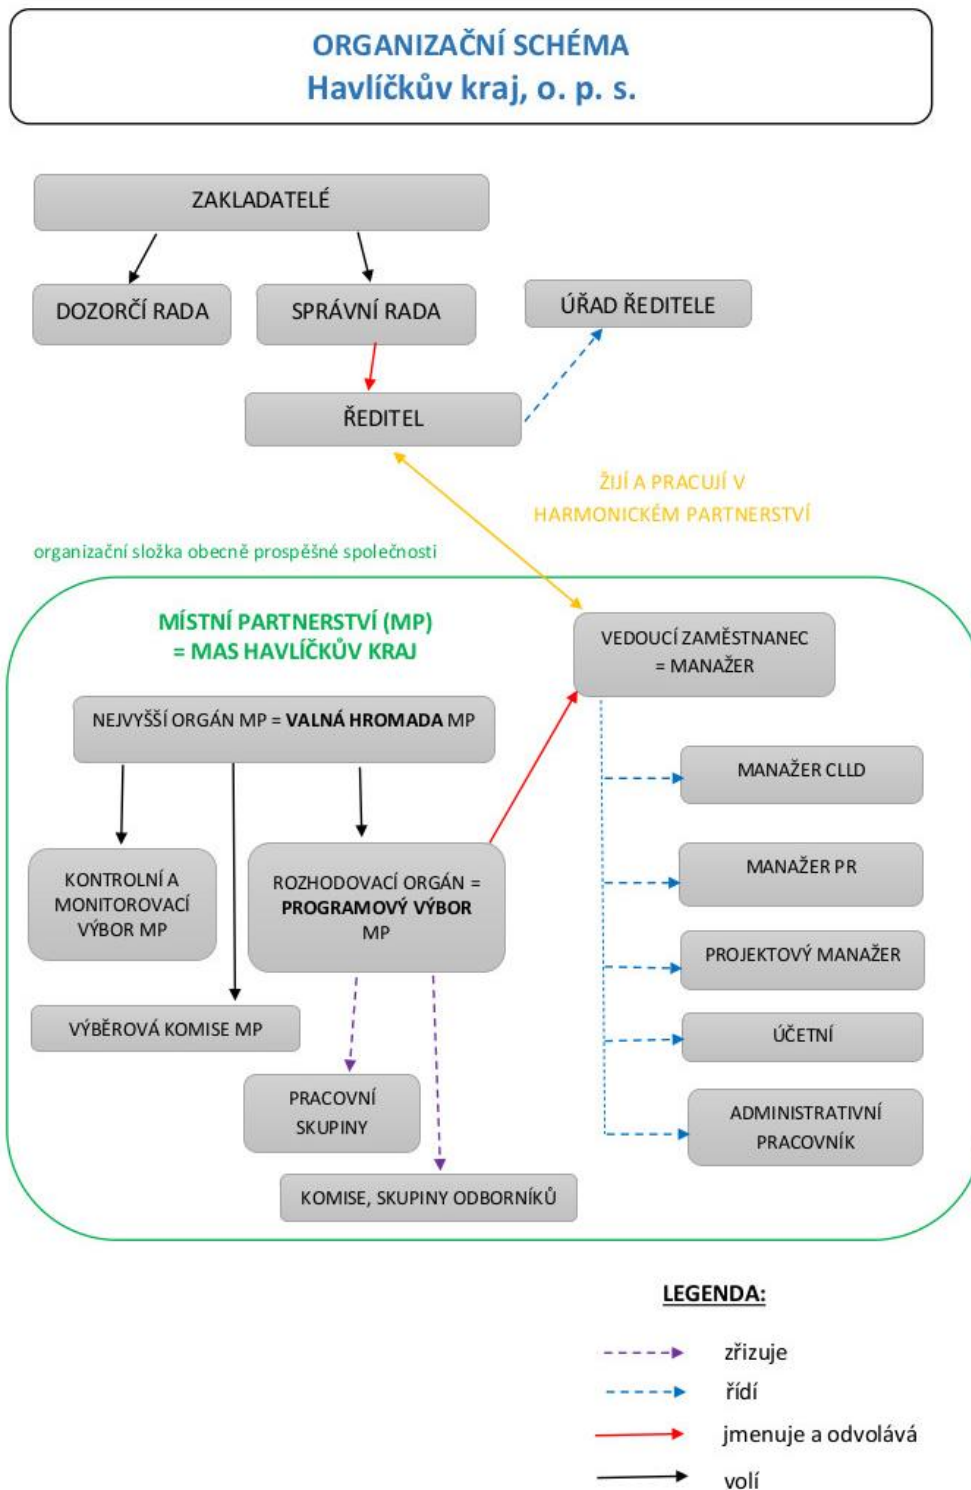 ORGANIZAČNÍ SCHÉMA
Havlíčkův kraj, o. p. s.
ZAKLADATELÉ
DOZORČÍ RADA
SPRÁVNÍ RADA
ÚŘAD ŘEDITELE
ŘEDITEL
ŽIJÍ A PRACUJÍ V
HARMONICKÉM PARTNERSTVÍ
organizační složka obecně prospěšné společnosti
MÍSTNÍ PARTNERSTVÍ (MP)
= MAS HAVLÍČKŮV KRAJ
VEDOUCÍ ZAMĚSTNANEC
= MANAŽER
NEJVYŠŠÍ ORGÁN MP = VALNÁ HROMADA MP
MANAŽER CLLD
KONTROLNÍ A
MONITOROVACÍ
VÝBOR MP
ROZHODOVACÍ ORGÁN =
PROGRAMOVÝ VÝBOR
MP
MANAŽER PR
PROJEKTOVÝ MANAŽER
VÝBĚROVÁ KOMISE MP
ÚČETNÍ
PRACOVNÍ
SKUPINY
ADMINISTRATIVNÍ
PRACOVNÍK
KOMISE, SKUPINY ODBORNÍKŮ
LEGENDA:
zřizuje
řídí
jmenuje a odvolává
volí